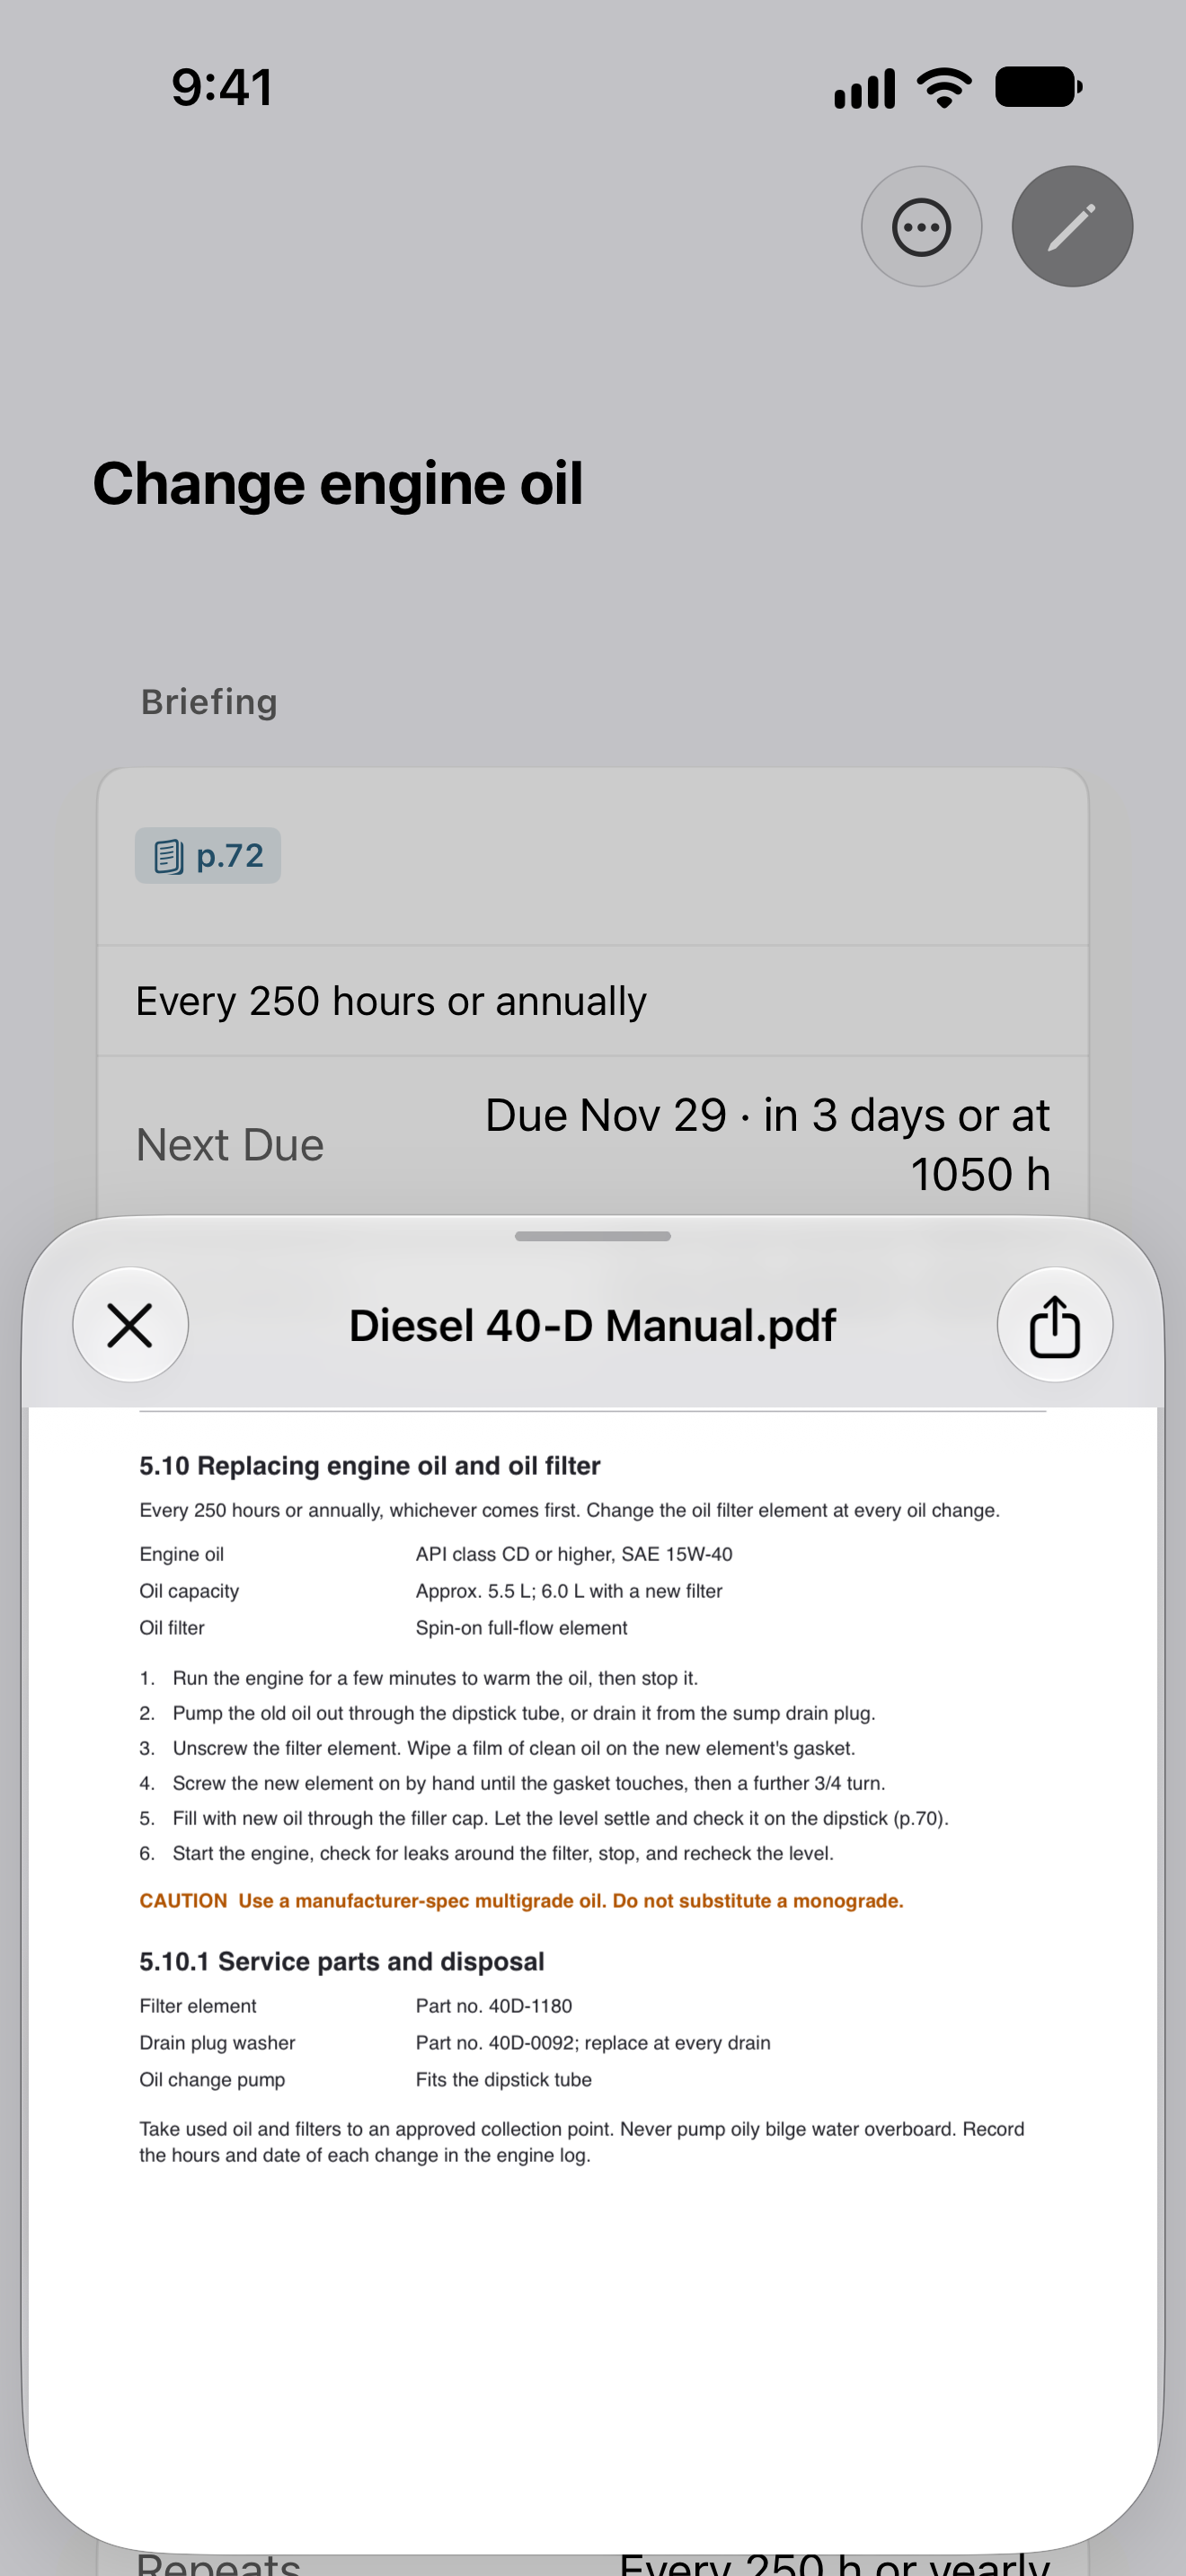 9:41
Change engine oil
Briefing
p.72
Every 250 hours or annually
Next Due
Due Nov 29 · in 3 days or at
1050 h
Diesel 40-D Manual.pdf
5.10 Replacing engine oil and oil filter
Every 250 hours or annually, whichever comes first. Change the oil filter element at every oil change.
Engine oil API class CD or higher, SAE 15W-40
Oil capacity Approx. 5.5 L; 6.0 L with a new filter
Oil filter Spin-on full-flow element
1. Run the engine for a few minutes to warm the oil, then stop it.
2. Pump the old oil out through the dipstick tube, or drain it from the sump drain plug.
3. Unscrew the filter element. Wipe a film of clean oil on the new element's gasket.
4. Screw the new element on by hand until the gasket touches, then a further 3/4 turn.
5. Fill with new oil through the filler cap. Let the level settle and check it on the dipstick (p.70).
6. Start the engine, check for leaks around the filter, stop, and recheck the level.
CAUTION Use a manufacturer-spec multigrade oil. Do not substitute a monograde.
5.10.1 Service parts and disposal
Filter element Part no. 40D-1180
Drain plug washer Part no. 40D-0092; replace at every drain
Oil change pump Fits the dipstick tube
Take used oil and filters to an approved collection point. Never pump oily bilge water overboard. Record
the hours and date of each change in the engine log.
Repeats Every 250 h or yearly